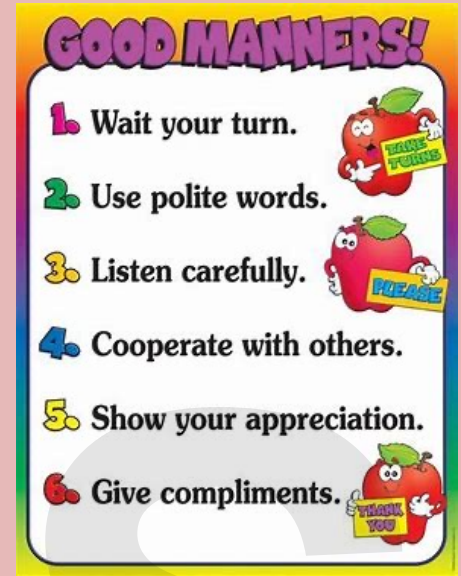 GOOD MANNERS!
1. Wait your turn.
TAKE TURNS
2. Use polite words.
3. Listen carefully.
PLEASE
4. Cooperate with others.
5. Show your appreciation.
6. Give compliments.
THANK YOU